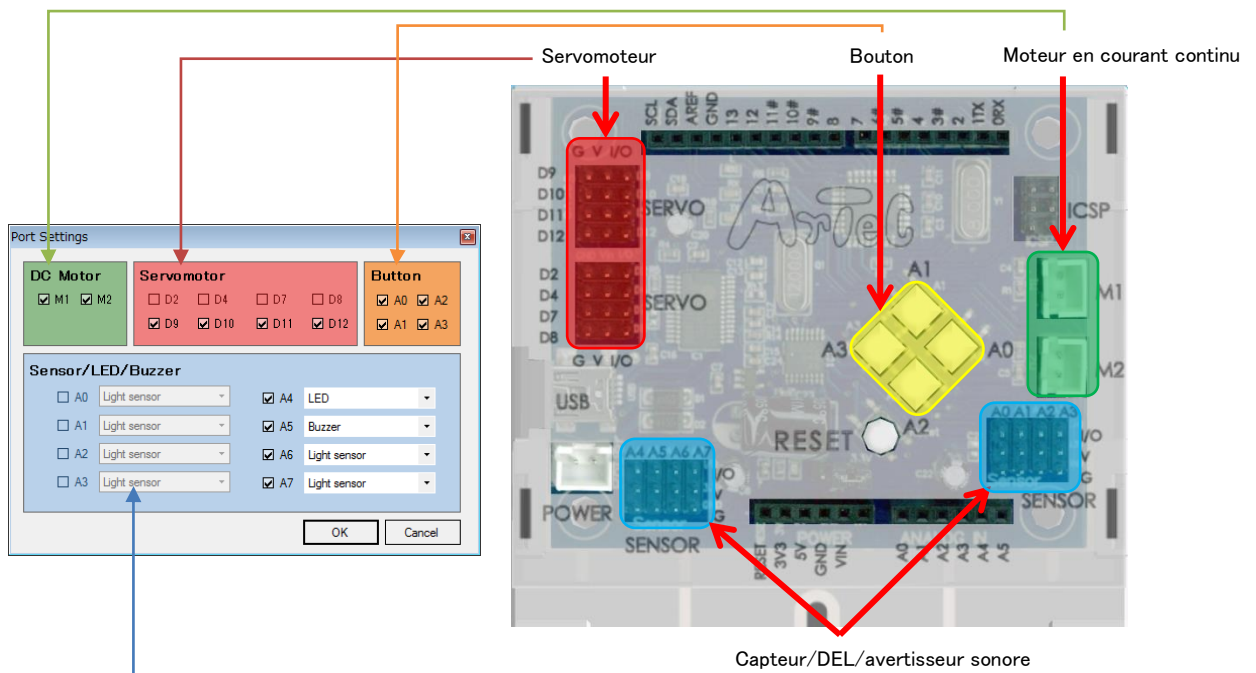 Servomoteur
Bouton
Moteur en courant continu
Port Settings
DC Motor
M1 M2
Servomotor
D2 D4 D7 D8
D9 D10 D11 D12
Button
A0 A2
A1 A3
Sensor/LED/Buzzer
A0 Light sensor
A1 Light sensor
A2 Light sensor
A3 Light sensor
A4 LED
A5 Buzzer
A6 Light sensor
A7 Light sensor
OK Cancel
SCL SDA AREF GND 13 12 11# 10# 9# 8 7 6# 5# 4 3# 2 1TX 0RX
G V I/O
D9
D10
D11
D12
SERVO
D2
D4
D7
D8
SERVO
G V I/O
ArTeC
ICSP
A1
A3
A0
A2
M1
M2
USB
RESET
POWER
A4 A5 A6 A7
I/O
V
G
SENSOR
A0 A1 A2 A3
I/O
V
G
Sensor
SENSOR
RESET 3V3 5V GND VIN
POWER
ANALOG IN
A0 A1 A2 A3 A4 A5
Capteur/DEL/avertisseur sonore